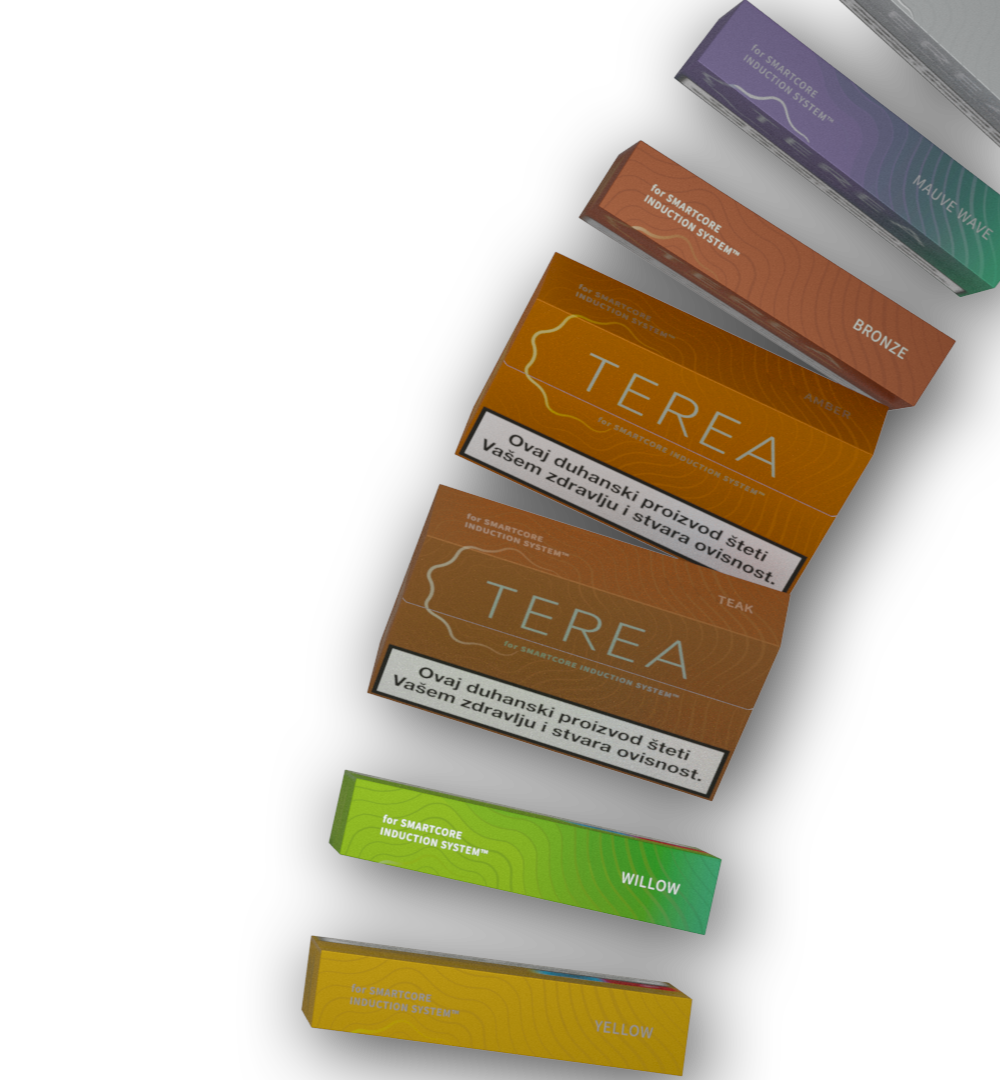 for SMARTCORE
INDUCTION SYSTEM™
MAUVE WAVE
for SMARTCORE
INDUCTION SYSTEM™
BRONZE
for SMARTCORE
INDUCTION SYSTEM™
AMBER
TEREA
for SMARTCORE INDUCTION SYSTEM™
Ovaj duhanski proizvod šteti
Vašem zdravlju i stvara ovisnost.
for SMARTCORE
INDUCTION SYSTEM™
TEAK
TEREA
for SMARTCORE INDUCTION SYSTEM™
Ovaj duhanski proizvod šteti
Vašem zdravlju i stvara ovisnost.
for SMARTCORE
INDUCTION SYSTEM™
WILLOW
for SMARTCORE
INDUCTION SYSTEM™
YELLOW